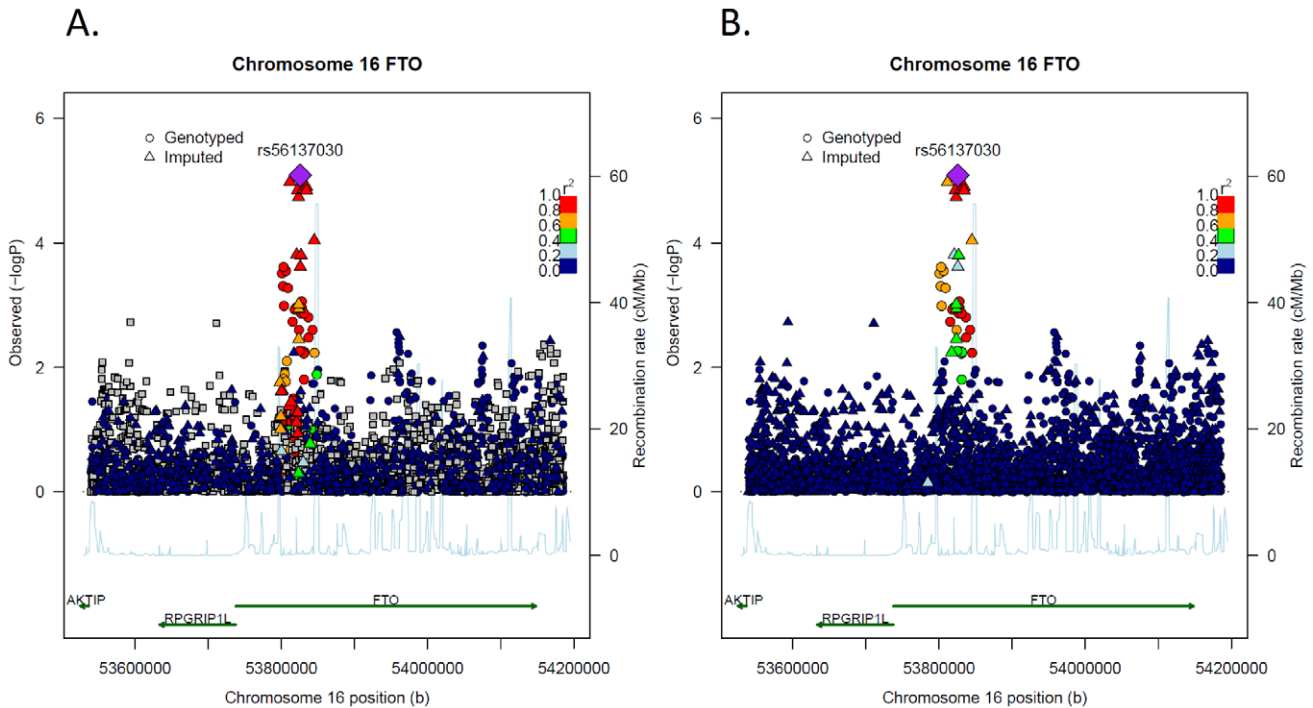 A.
Chromosome 16 FTO
Genotyped
Imputed
rs56137030
1.0 r²
0.8
0.6
0.4
0.2
0.0
6
4
2
0
Observed (−logP)
60
40
20
0
Recombination rate (cM/Mb)
AKTIP
FTO
RPGRIP1L
53600000 53800000 54000000 54200000
Chromosome 16 position (b)
B.
Chromosome 16 FTO
Genotyped
Imputed
rs56137030
1.0 r²
0.8
0.6
0.4
0.2
0.0
6
4
2
0
Observed (−logP)
60
40
20
0
Recombination rate (cM/Mb)
AKTIP
FTO
RPGRIP1L
53600000 53800000 54000000 54200000
Chromosome 16 position (b)